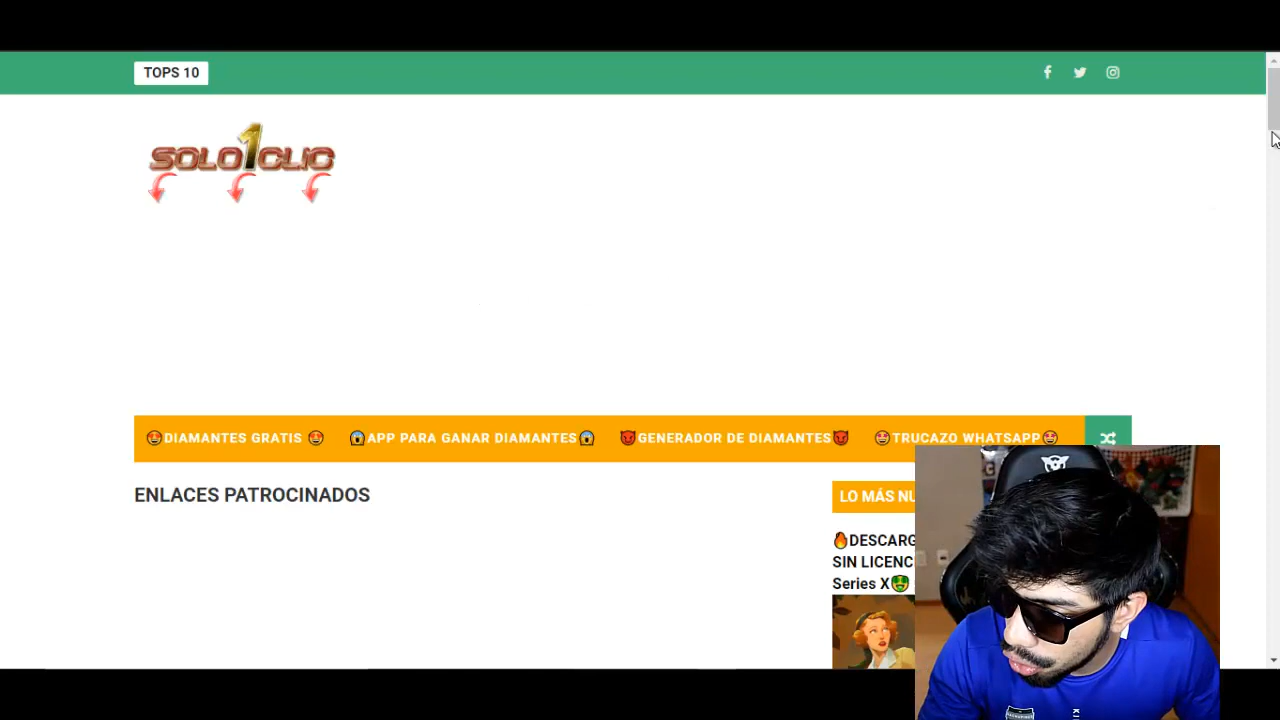 TOPS 10
SOLO1CLIC
🤩DIAMANTES GRATIS 🤩 😱APP PARA GANAR DIAMANTES😱 😈GENERADOR DE DIAMANTES😈 🤩TRUCAZO WHATSAPP🤩
ENLACES PATROCINADOS
LO MÁS NU
🔥DESCARG
SIN LICENC
Series X🤑